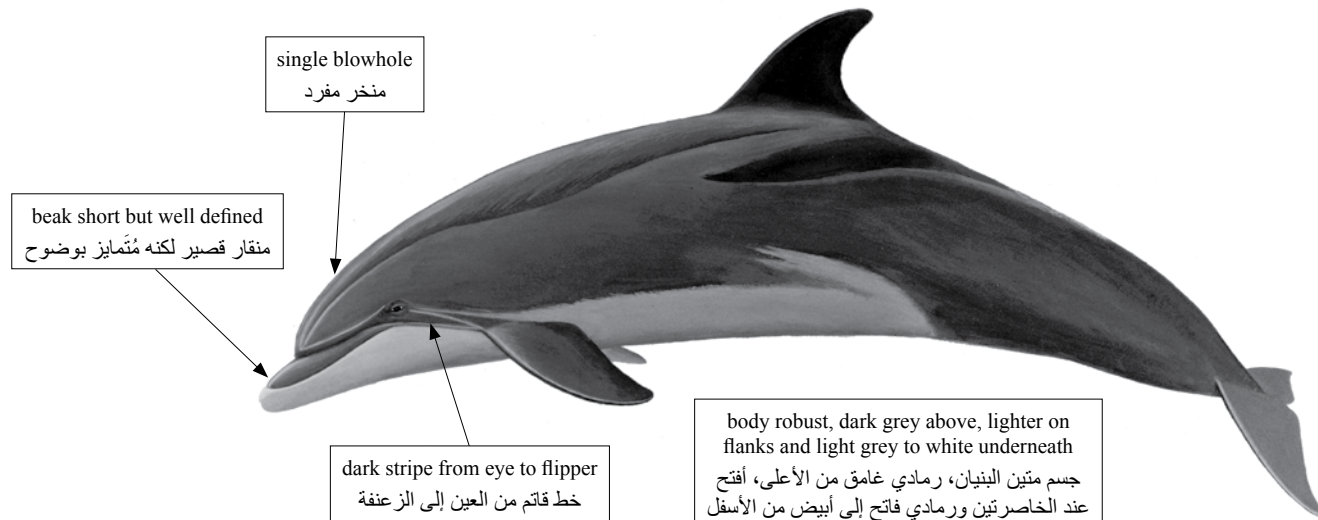 single blowhole
منخر مفرد
beak short but well defined
منقار قصير لكنه مُتَمايز بوضوح
dark stripe from eye to flipper
خط قاتم من العين إلى الزعنفة
body robust, dark grey above, lighter on
flanks and light grey to white underneath
جسم متين البنيان، رمادي غامق من الأعلى، أفتح
عند الخاصرتين ورمادي فاتح إلى أبيض من الأسفل